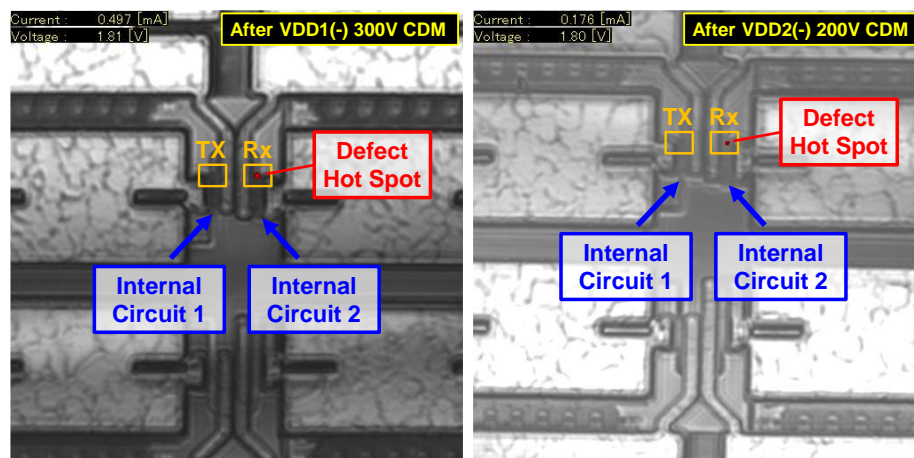 Current : 0.497 [mA]
Voltage : 1.81 [V]
After VDD1(-) 300V CDM
TX
Rx
Defect
Hot Spot
Internal
Circuit 1
Internal
Circuit 2
Current : 0.176 [mA]
Voltage : 1.80 [V]
After VDD2(-) 200V CDM
TX
Rx
Defect
Hot Spot
Internal
Circuit 1
Internal
Circuit 2